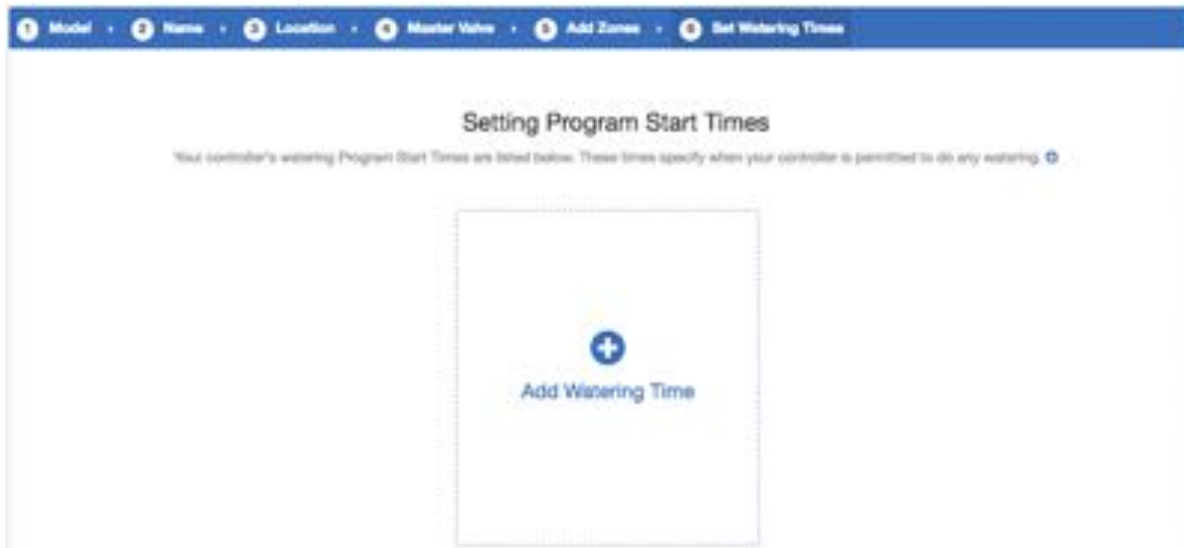 1 Model 2 Name 3 Location 4 Master Valve 5 Add Zones 6 Set Watering Times
Setting Program Start Times
Your controller's watering Program Start Times are listed below. These times specify when your controller is permitted to do any watering.
Add Watering Time